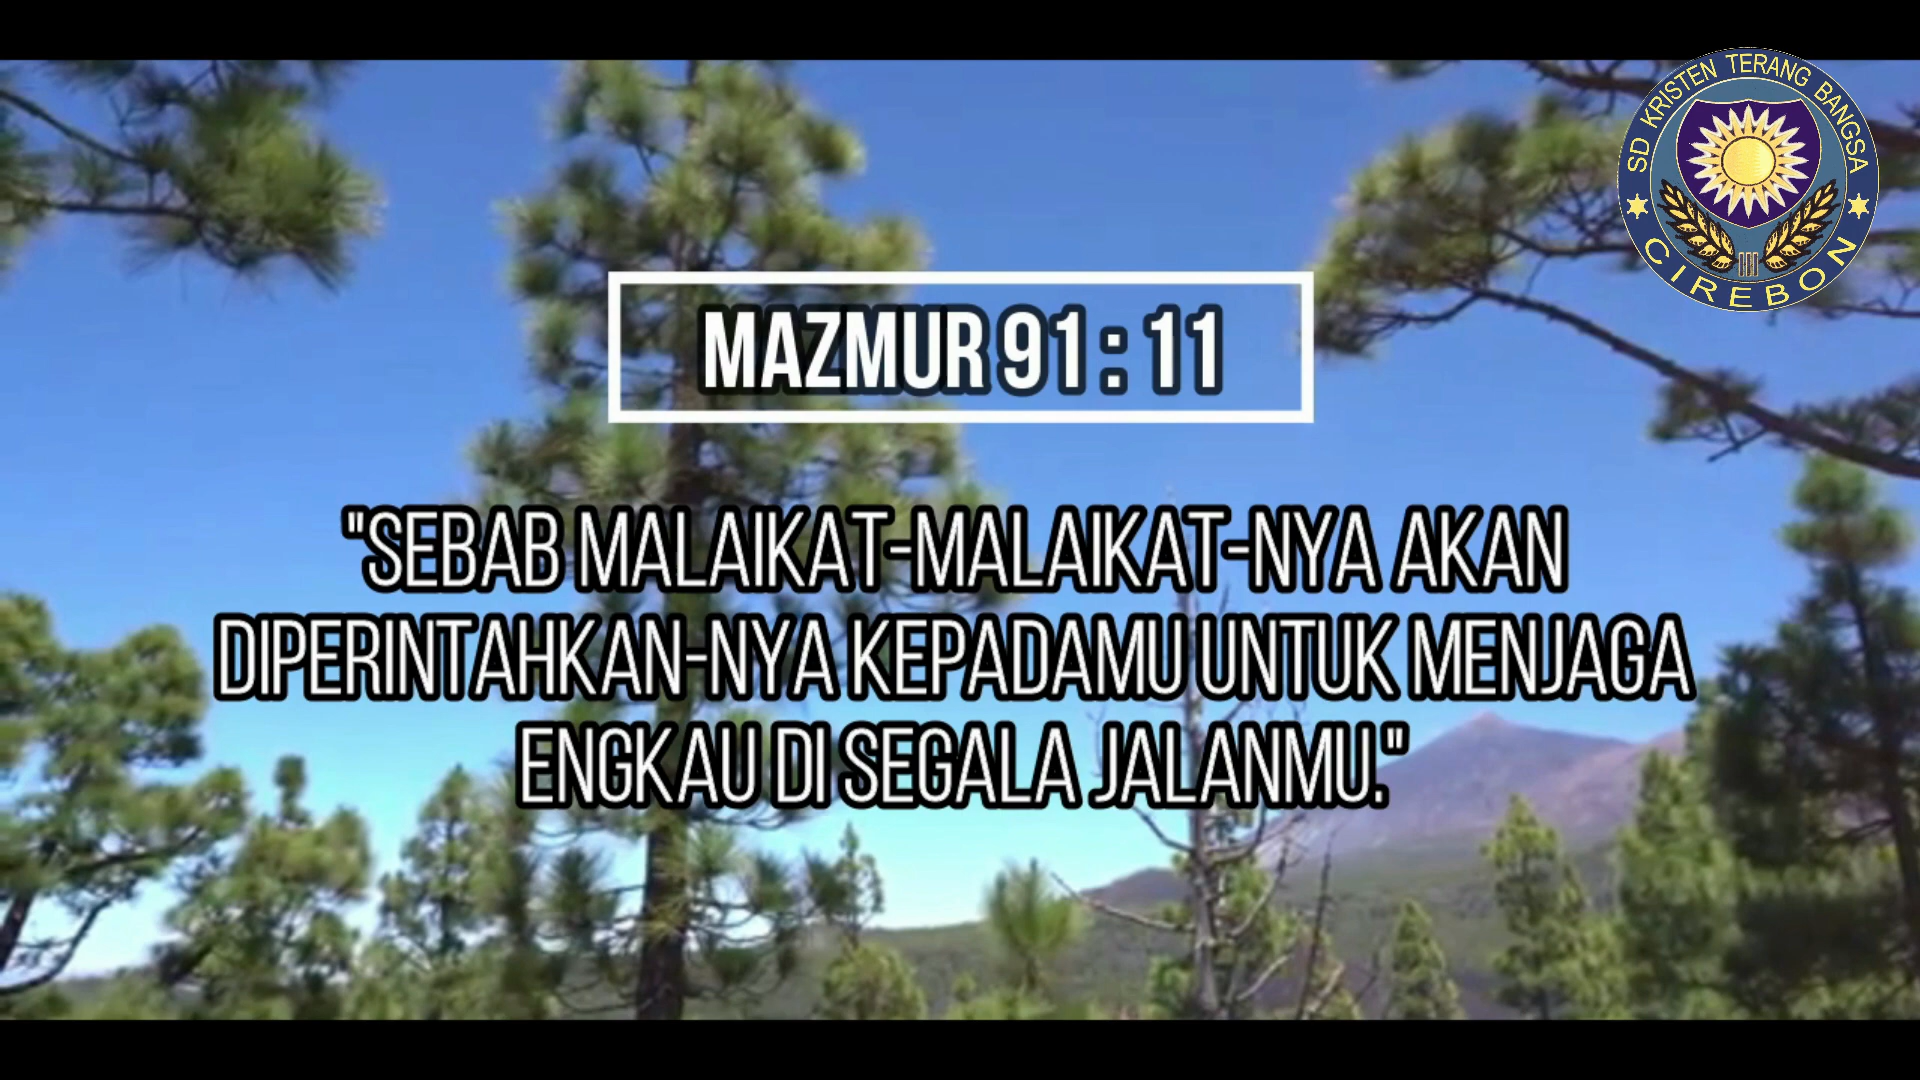 SD KRISTEN TERANG BANGSA
CIREBON
MAZMUR 91 : 11
"SEBAB MALAIKAT-MALAIKAT-NYA AKAN
DIPERINTAHKAN-NYA KEPADAMU UNTUK MENJAGA
ENGKAU DI SEGALA JALANMU."